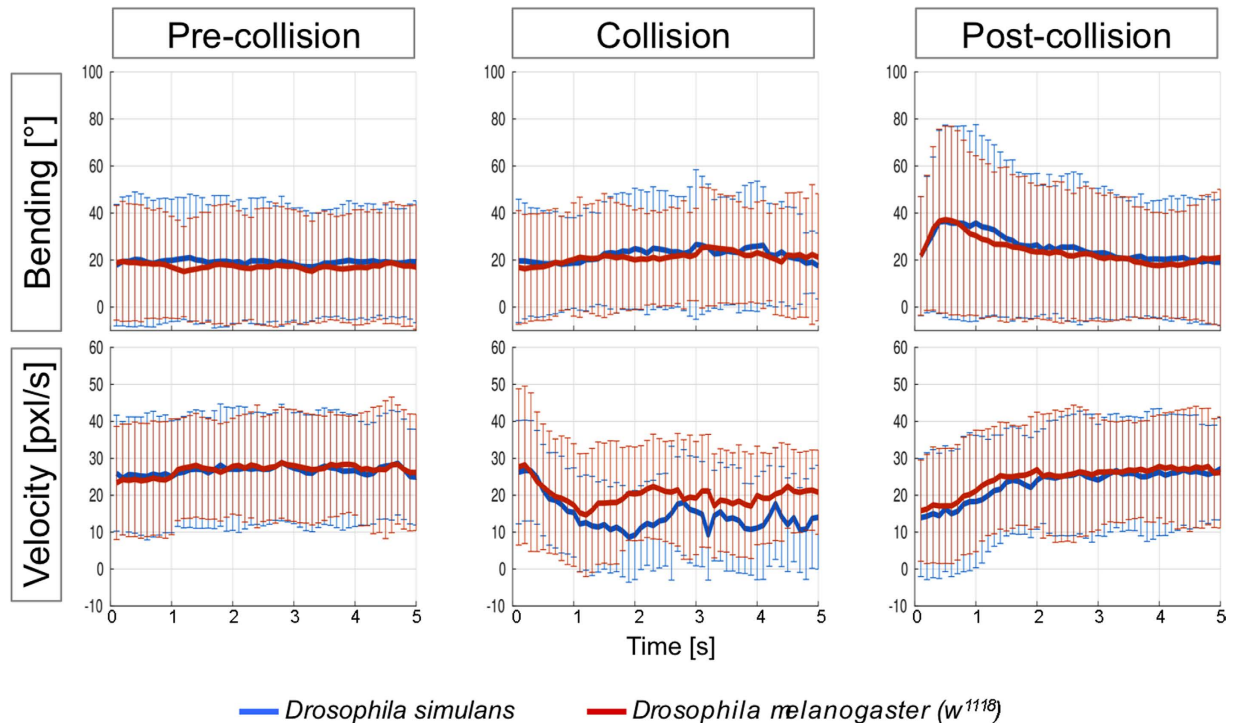 Pre-collision Collision Post-collision
Bending [°]
100 100 100
80 80 80
60 60 60
40 40 40
20 20 20
0 0 0
Velocity [pxl/s]
60 60 60
50 50 50
40 40 40
30 30 30
20 20 20
10 10 10
0 0 0
-10 -10 -10
0 1 2 3 4 5 0 1 2 3 4 5 0 1 2 3 4 5
Time [s]
Drosophila simulans Drosophila melanogaster (w1118)